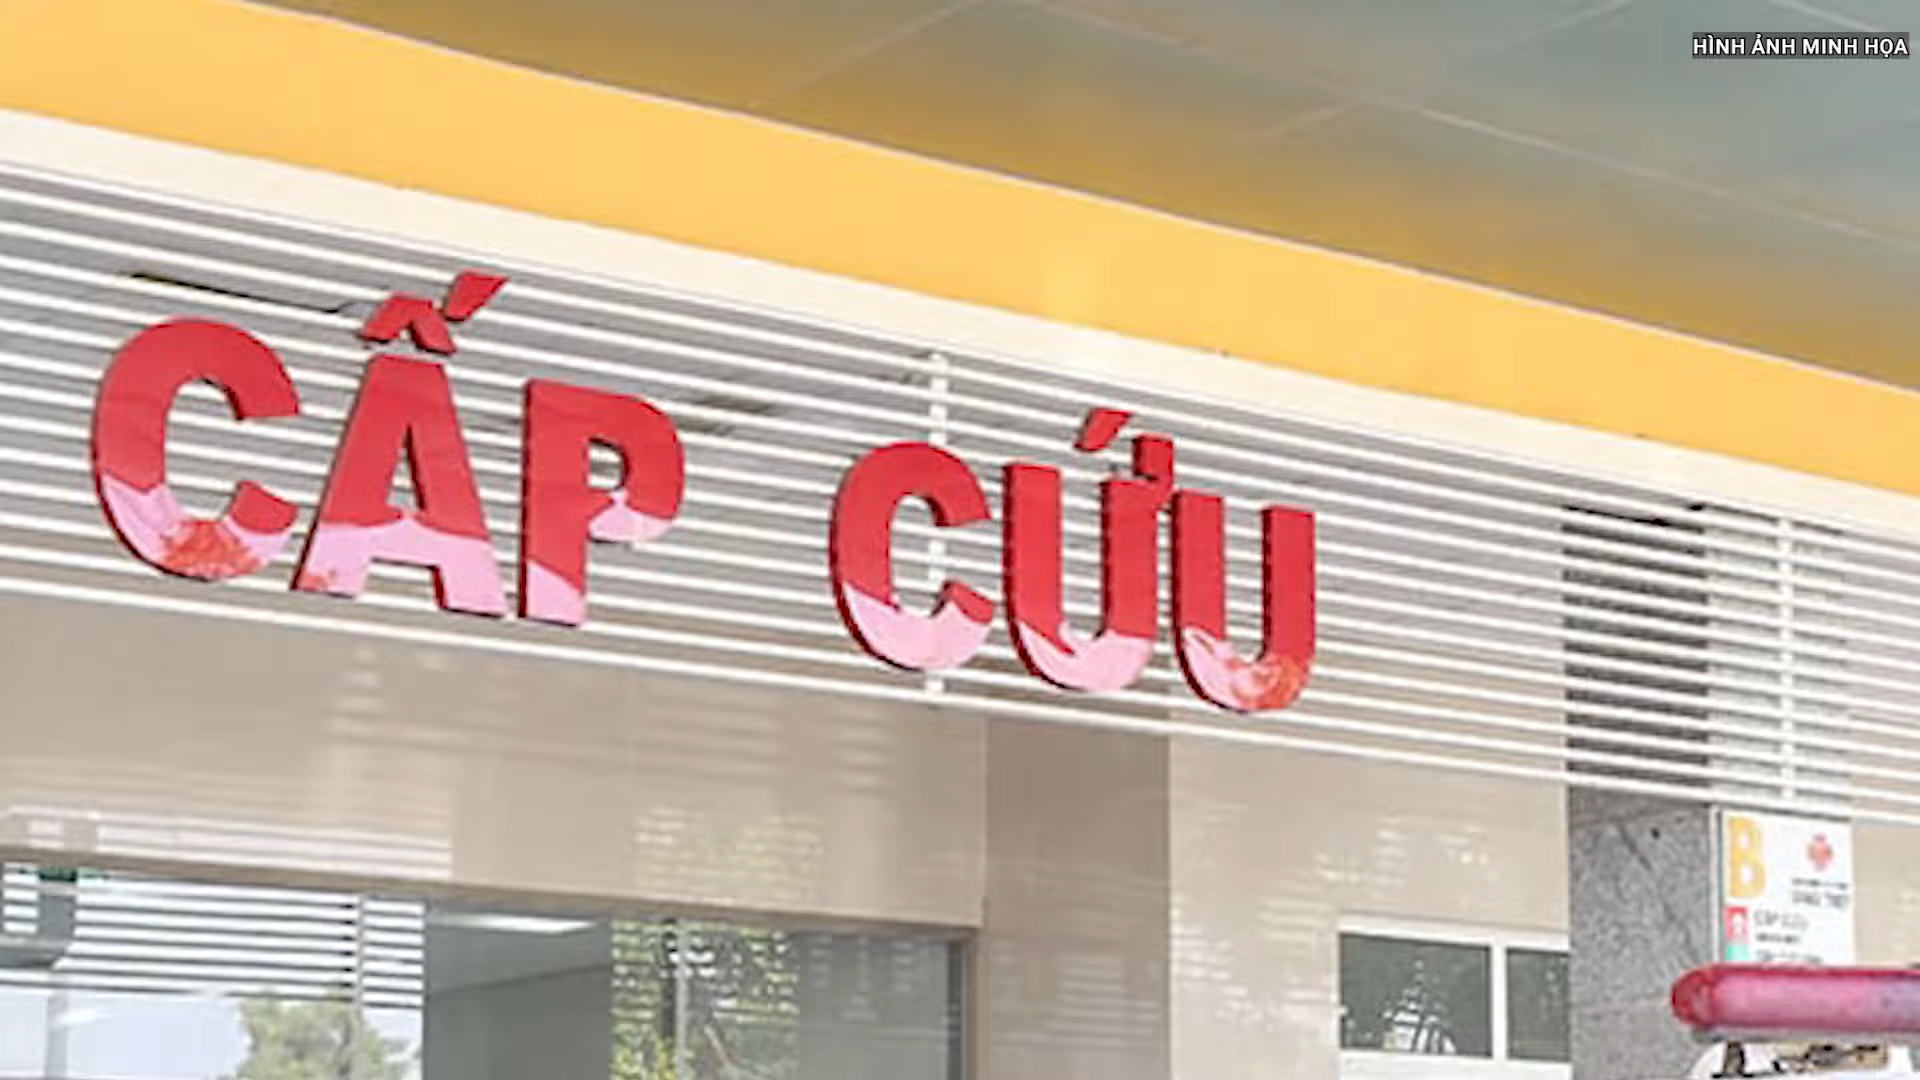 HÌNH ẢNH MINH HỌA
CẤP CỨU
B